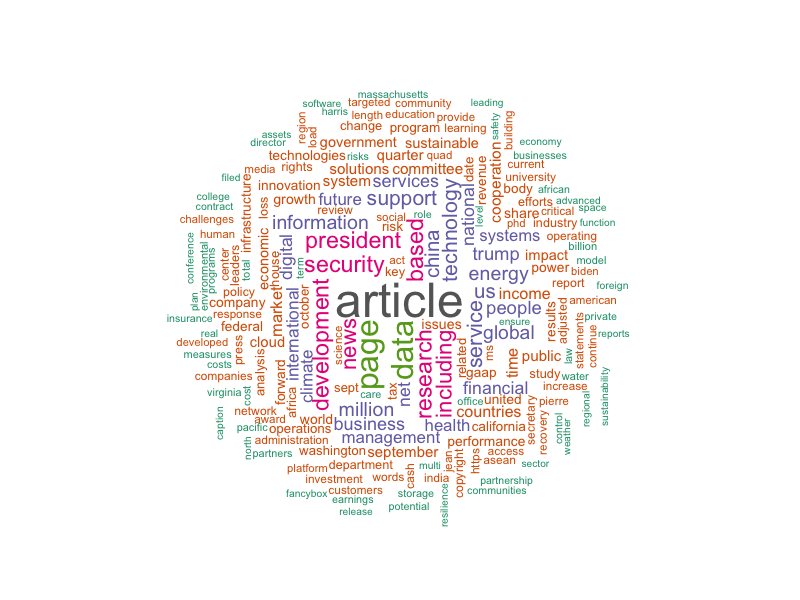 massachusetts
software targeted community leading
harris length education provide
region load change program learning safety building
assets government sustainable economy
director technologies risks quarter quad businesses
filed media rights solutions committee date revenue cooperation current
college innovation system services university
contract infrastructure loss growth future support technology national body african
challenges review social role level share efforts advanced
human information risk phd critical space
conference center leaders economic digital president based china systems industry function
environmental programs total house term security act key trump operating billion
plan policy impact model
company market october energy power biden
insurance response international article us income report foreign
real federal development news page data issues service people results adjusted american
developed press cloud science including global ensure statements private
measures analysis climate research related rns time public law continue reports
costs forward sept care tax net gaap study water
companies financial increase sustainability
virginia cost africa million office united pierre regional
network award world business health countries secretary control
caption pacific operations california recovery weather
north administration management performance
partners washington september jean access
platform department words cash multi india copyright https asean sector
investment partnership
fancybox customers storage communities
earnings potential resilience
release